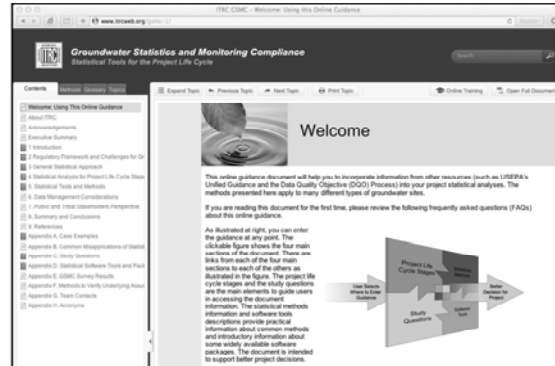 ITRC GSMC - Welcome: Using this Online Guidance
www.itrcweb.org/gsmc-1/
Reader
Groundwater Statistics and Monitoring Compliance
Statistical Tools for the Project Life Cycle
Search
Contents Methods Glossary Topics
Expand Topic Previous Topic Next Topic Print Topic Online Training Open Full Document
Welcome: Using This Online Guidance
About ITRC
Acknowledgements
Executive Summary
1 Introduction
2 Regulatory Framework and Challenges for Gr
3 General Statistical Approach
4 Statistical Analysis for Project Life Cycle Stage
5. Statistical Tests and Methods
6. Data Management Considerations
7. Public and Tribal Stakeholders Perspective
8. Summary and Conclusions
9. References
Appendix A. Case Examples
Appendix B. Common Misapplications of Statist
Appendix C. Study Questions
Appendix D. Statistical Software Tools and Pack
Appendix E. GSMC Survey Results
Appendix F. Methods to Verify Underlying Assu
Appendix G. Team Contacts
Appendix H. Acronyms
Welcome
This online guidance document will help you to incorporate information from other resources (such as USEPA's
Unified Guidance and the Data Quality Objective (DQO) Process) into your project statistical analyses. The
methods presented here apply to many different types of groundwater sites.
If you are reading this document for the first time, please review the following frequently asked questions (FAQs)
about this online guidance.
As illustrated at right, you can enter
the guidance at any point. The
clickable figure shows the four main
sections of the document. There are
links from each of the four main
sections to each of the others as
illustrated in the figure. The project life
cycle stages and the study questions
are the main elements to guide users
in accessing the document
information. The statistical methods
information and software tools
descriptions provide practical
information about common methods
and introductory information about
some widely available software
packages. The document is intended
to support better project decisions.
User Selects
Where to Enter
Guidance
Project Life
Cycle Stages
Statistical
Methods
Study
Questions
Software
Tools
Better
Decision for
Project